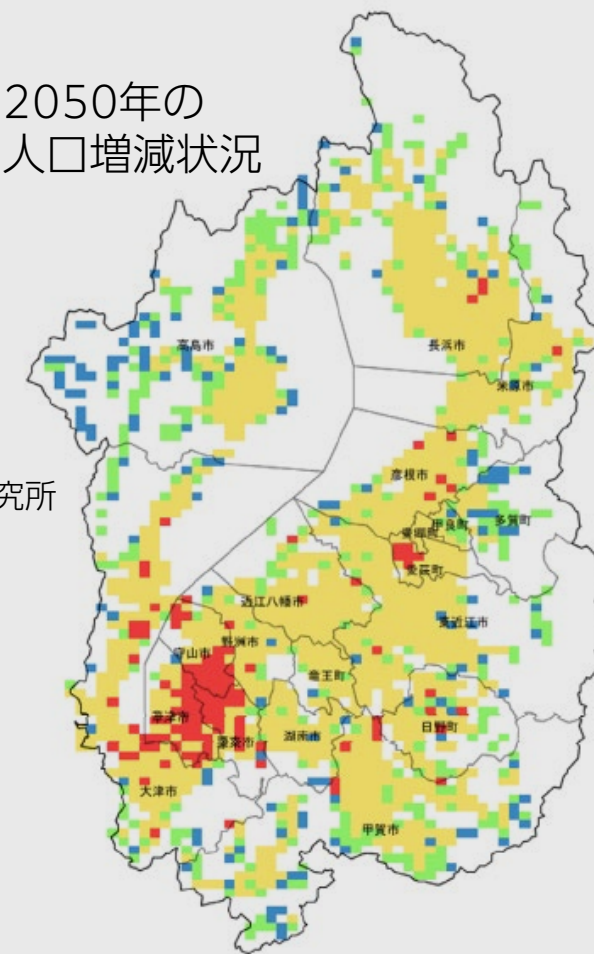 2050年の
人口増減状況
究所
高島市
長浜市
米原市
彦根市
甲良町
多賀町
愛荘町
近江八幡市
東近江市
野洲市
守山市
竜王町
草津市
栗東市
湖南市
日野町
大津市
甲賀市